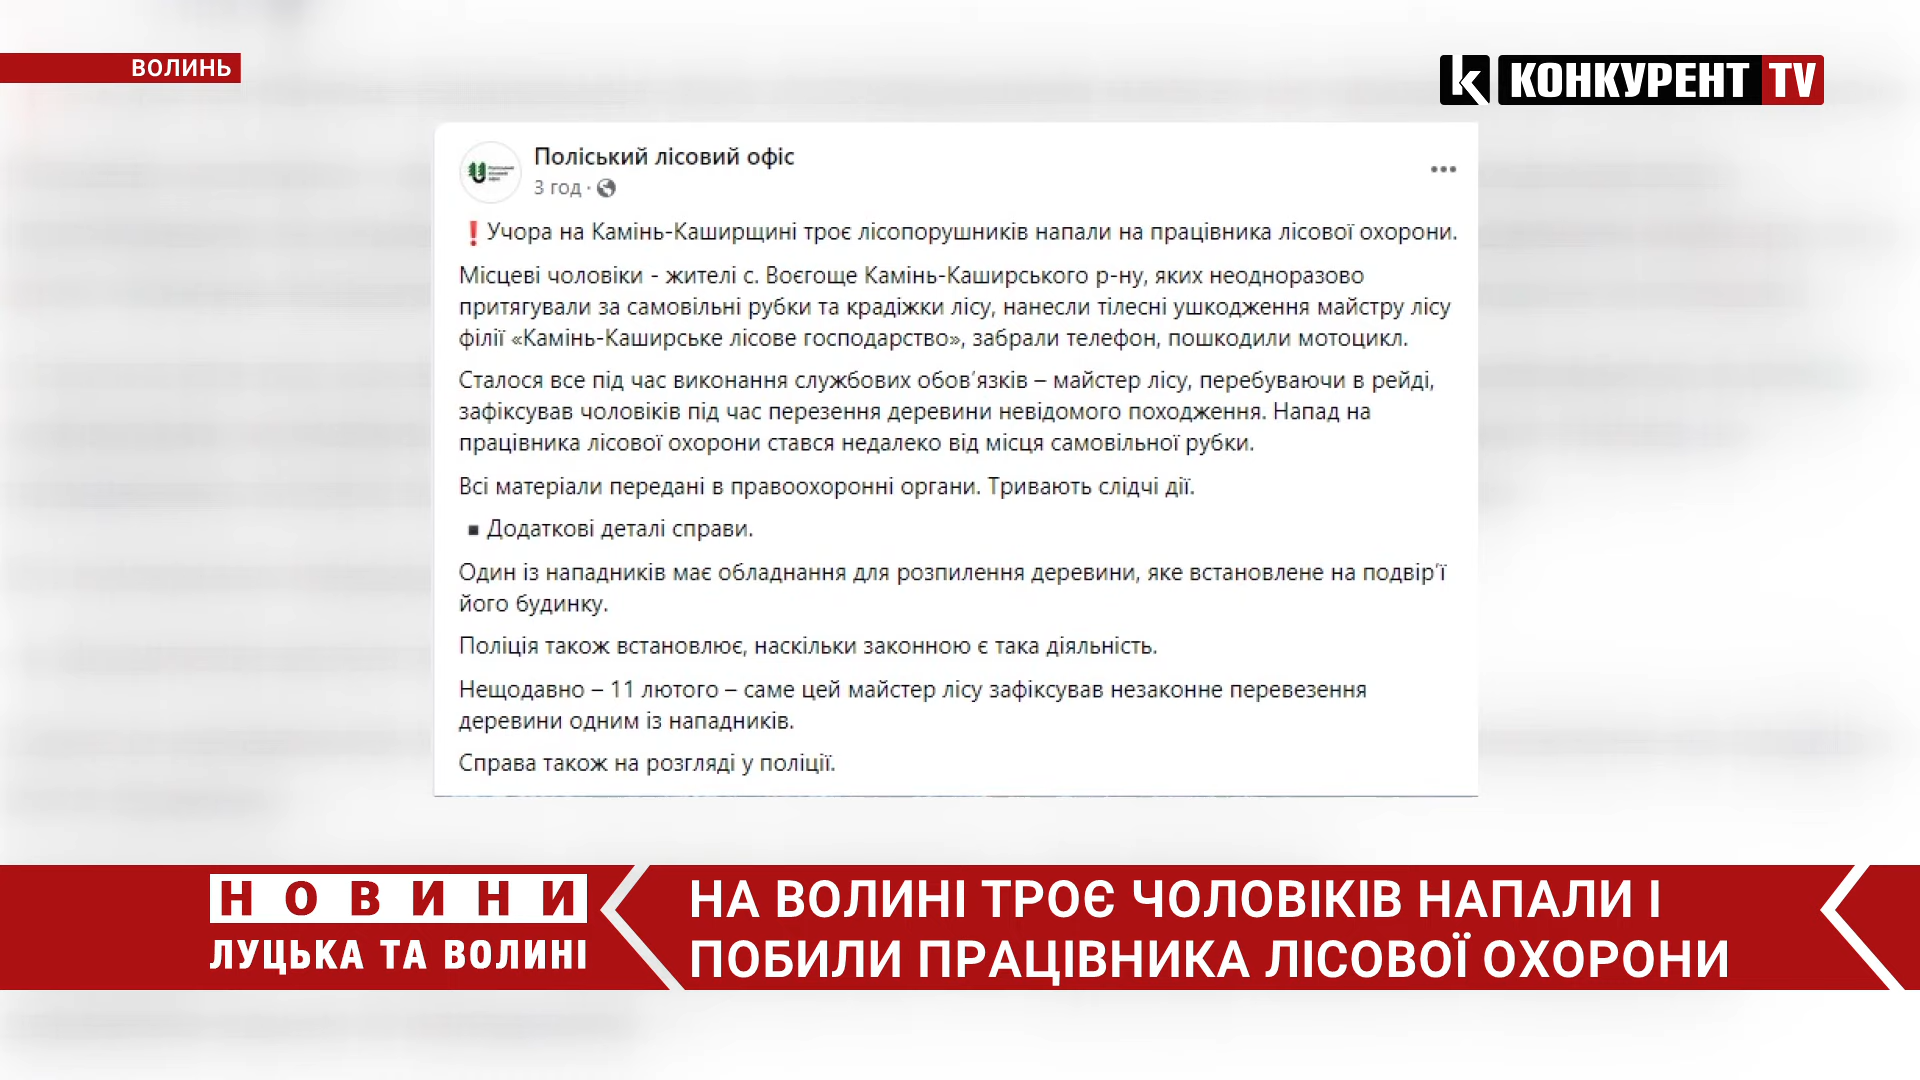 ВОЛИНЬ
КОНКУРЕНТ TV
Поліський лісовий офіс
3 год ·
❗Учора на Камінь-Каширщині троє лісопорушників напали на працівника лісової охорони.
Місцеві чоловіки - жителі с. Воєгоще Камінь-Каширського р-ну, яких неодноразово
притягували за самовільні рубки та крадіжки лісу, нанесли тілесні ушкодження майстру лісу
філії «Камінь-Каширське лісове господарство», забрали телефон, пошкодили мотоцикл.
Сталося все під час виконання службових обов’язків – майстер лісу, перебуваючи в рейді,
зафіксував чоловіків під час перезення деревини невідомого походження. Напад на
працівника лісової охорони стався недалеко від місця самовільної рубки.
Всі матеріали передані в правоохоронні органи. Тривають слідчі дії.
▪Додаткові деталі справи.
Один із нападників має обладнання для розпилення деревини, яке встановлене на подвір’ї
його будинку.
Поліція також встановлює, наскільки законною є така діяльність.
Нещодавно – 11 лютого – саме цей майстер лісу зафіксував незаконне перевезення
деревини одним із нападників.
Справа також на розгляді у поліції.
НОВИНИ
ЛУЦЬКА ТА ВОЛИНІ
НА ВОЛИНІ ТРОЄ ЧОЛОВІКІВ НАПАЛИ І
ПОБИЛИ ПРАЦІВНИКА ЛІСОВОЇ ОХОРОНИ